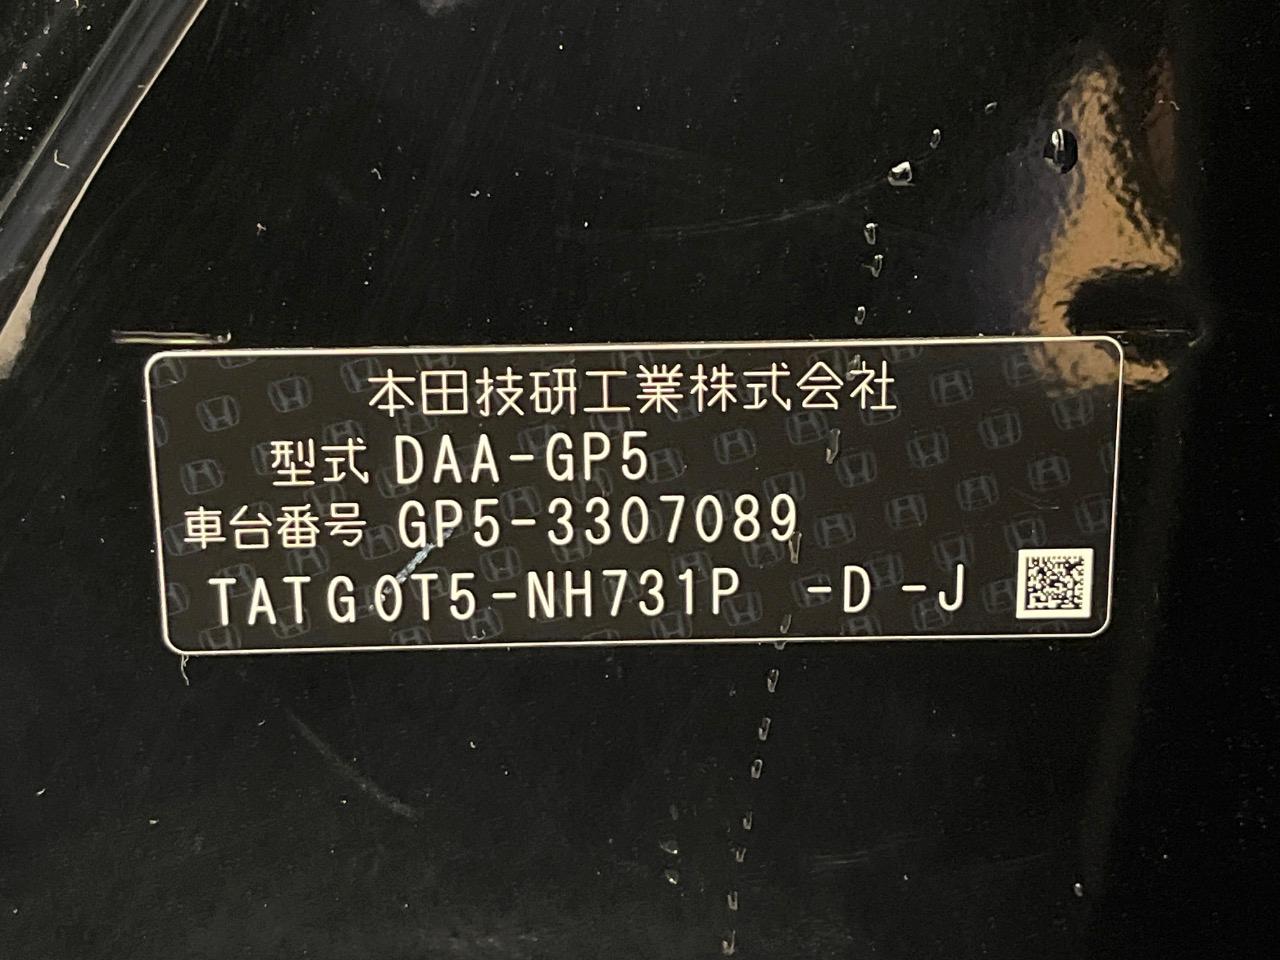 本田技研工業株式会社
型式 DAA-GP5
車台番号 GP5-3307089
TATG0T5-NH731P -D -J